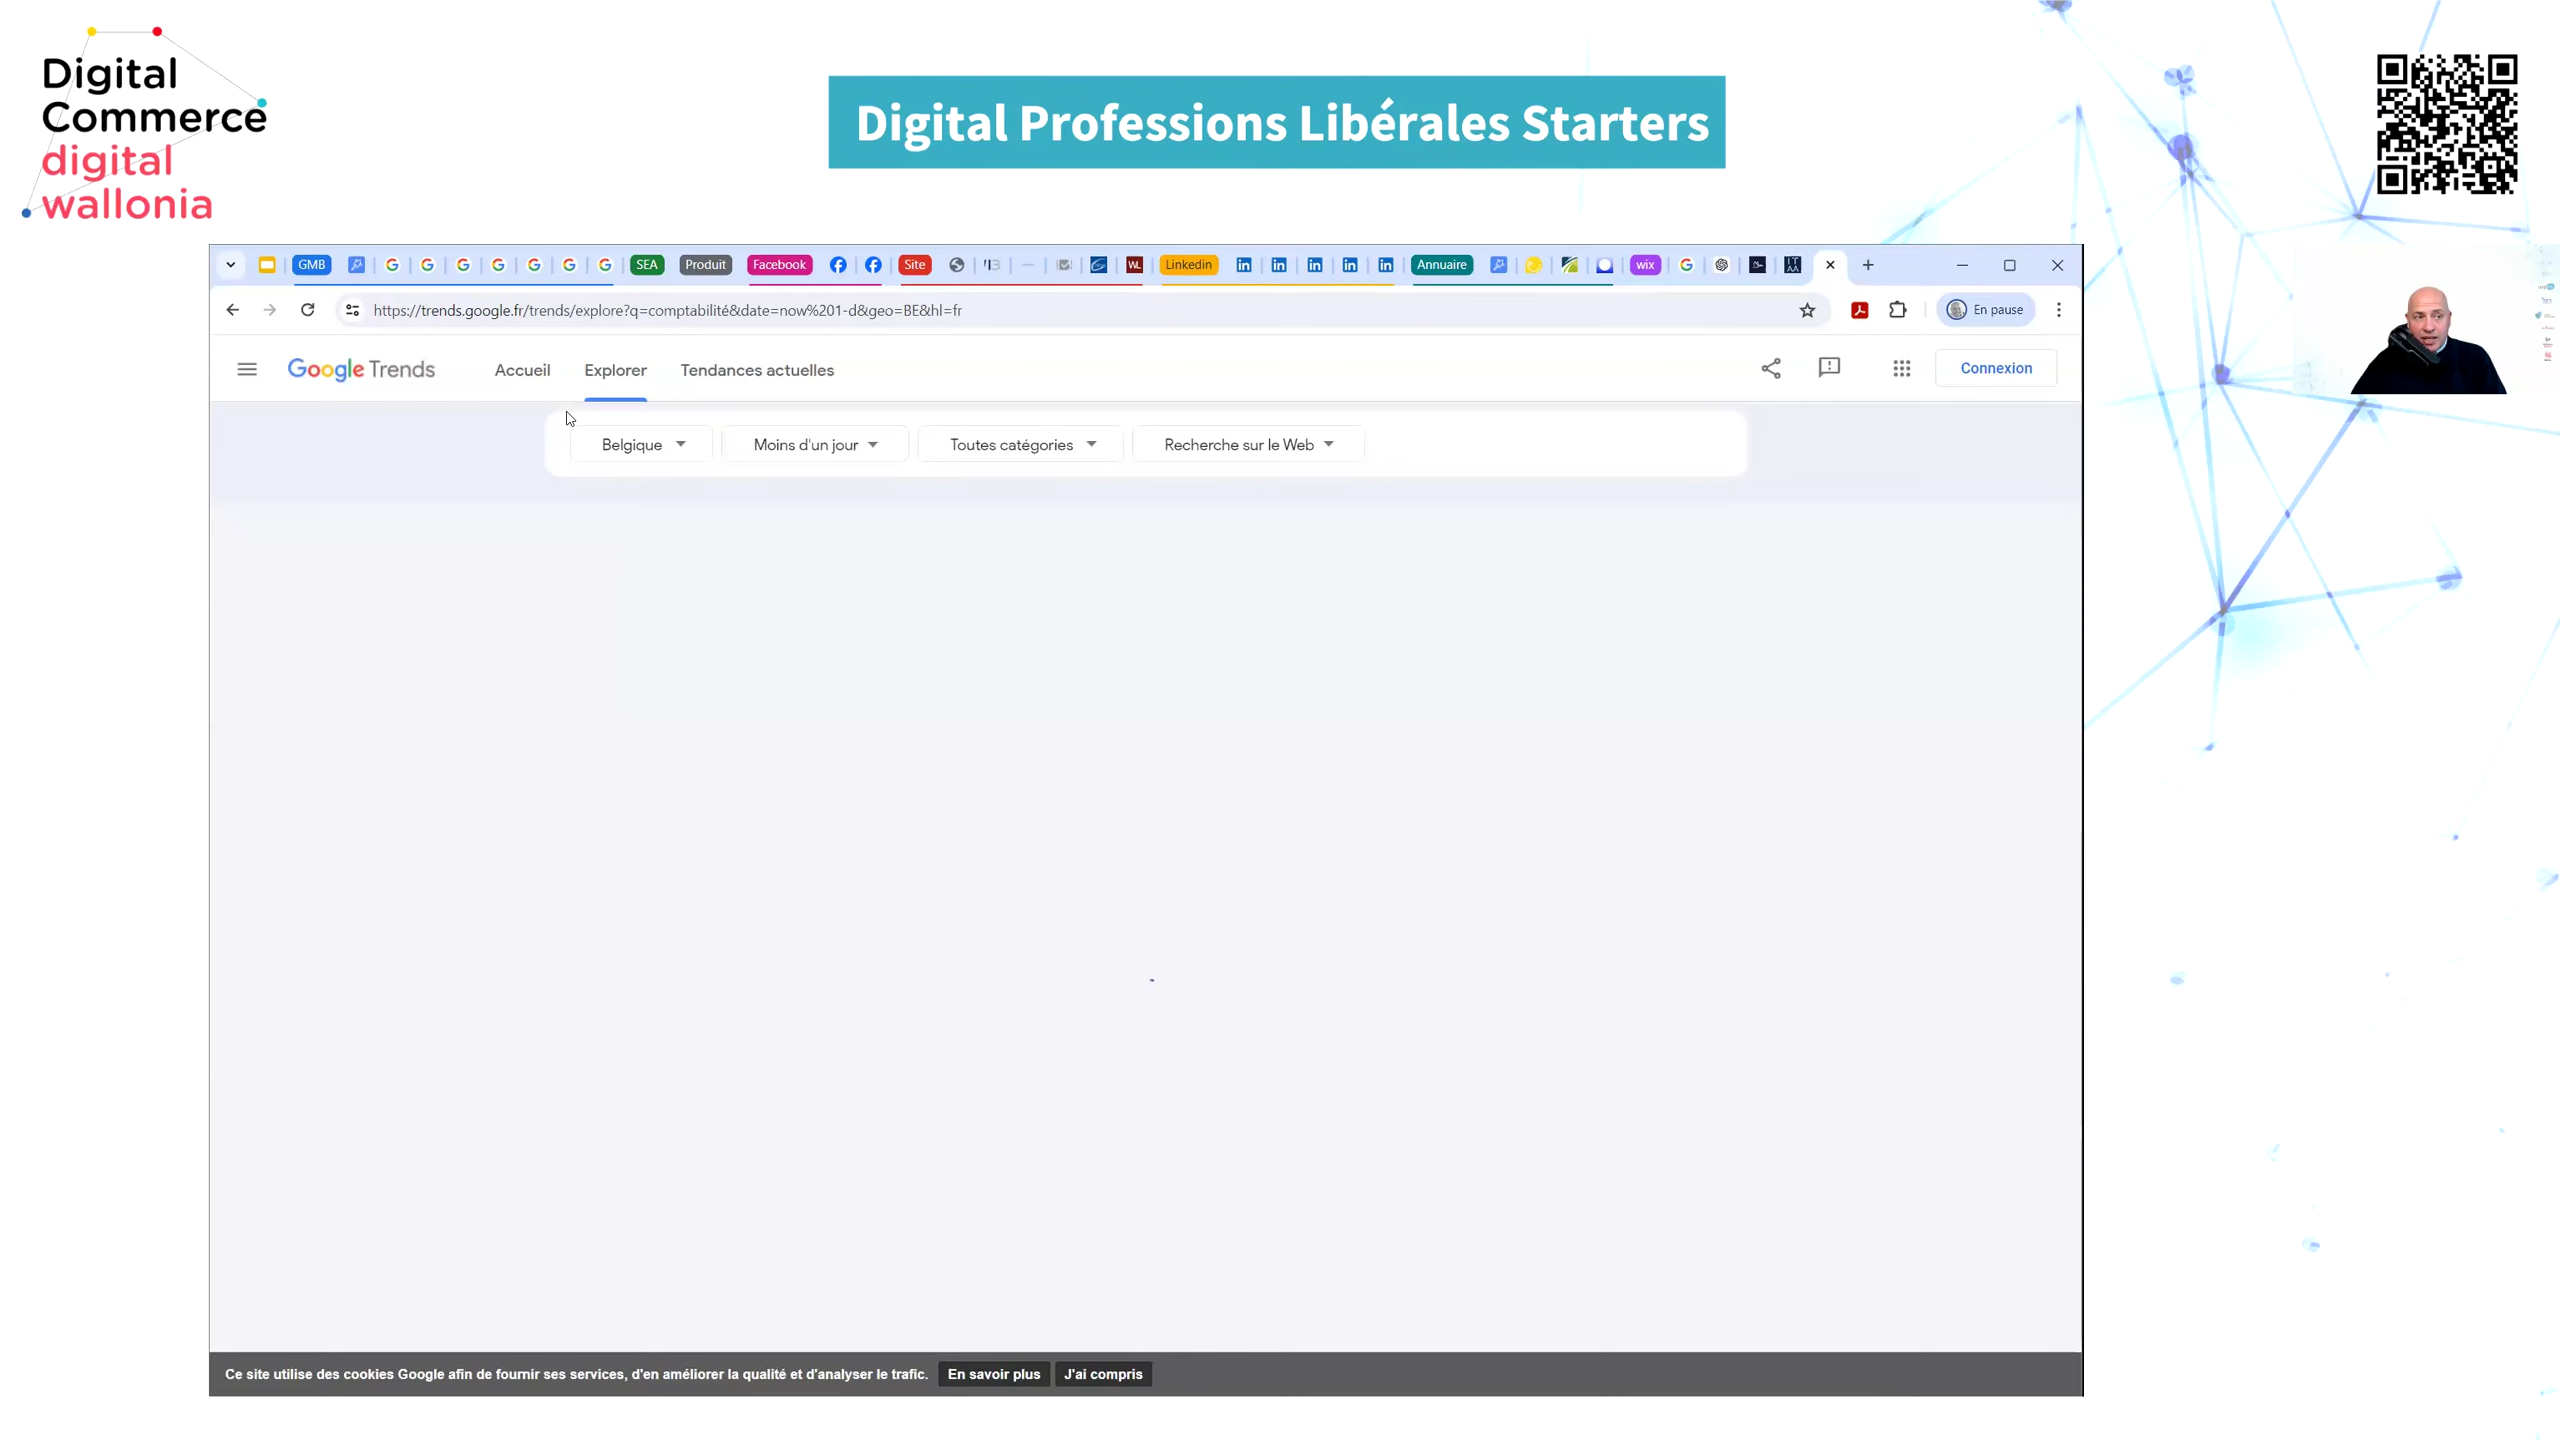 Digital
Commerce
digital
wallonia
Digital Professions Libérales Starters
GMB SEA Produit Facebook Site WL Linkedin Annuaire wix
https://trends.google.fr/trends/explore?q=comptabilité&date=now%201-d&geo=BE&hl=fr
En pause
Google Trends Accueil Explorer Tendances actuelles Connexion
Belgique Moins d'un jour Toutes catégories Recherche sur le Web
Ce site utilise des cookies Google afin de fournir ses services, d'en améliorer la qualité et d'analyser le trafic. En savoir plus J'ai compris